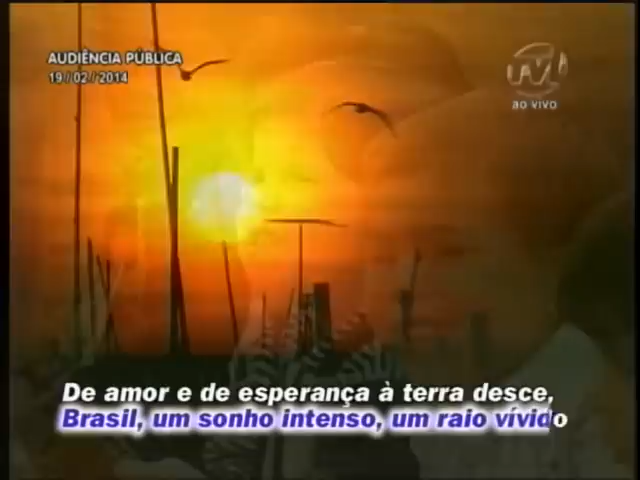 AUDIÊNCIA PÚBLICA
19/02/2014
AO VIVO
De amor e de esperança à terra desce,
Brasil, um sonho intenso, um raio vívido